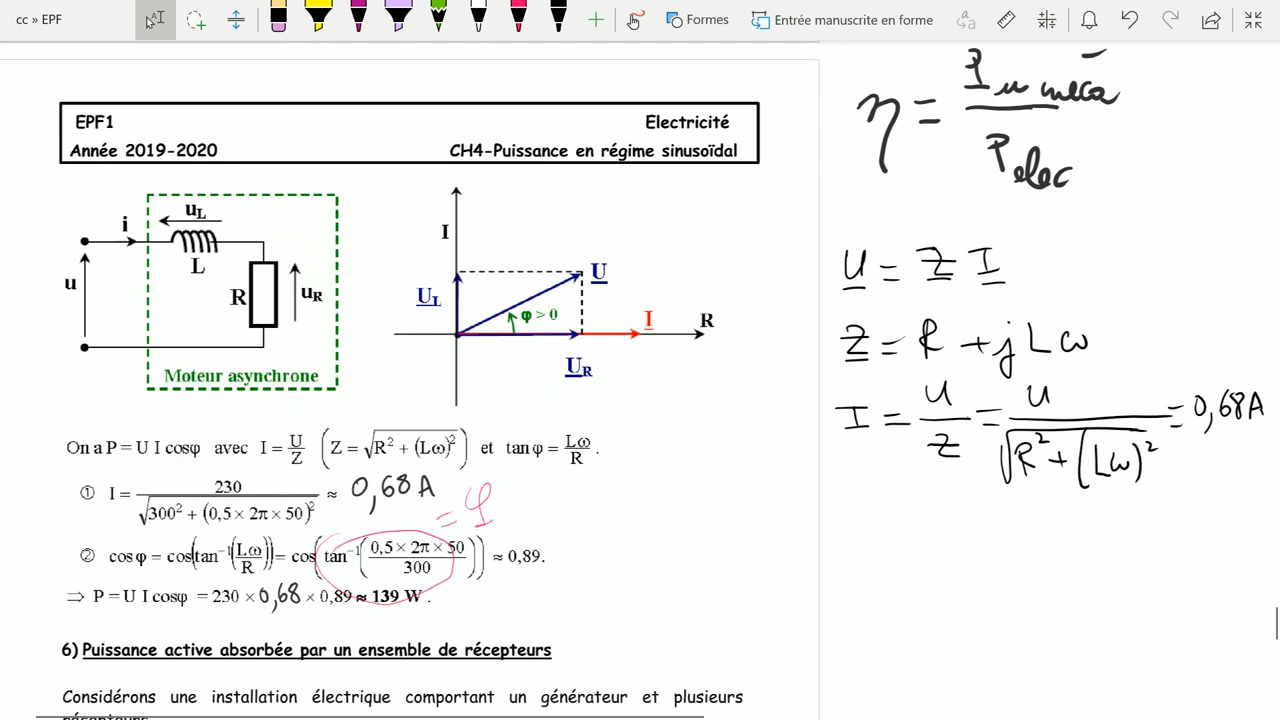 cc » EPF
Formes
Entrée manuscrite en forme
EPF1 Electricité
Année 2019-2020 CH4-Puissance en régime sinusoïdal
i
u_L
L
u
R
u_R
Moteur asynchrone
I
U
U_L
φ > 0
I
R
U_R
On a P = U I cosφ avec I = U/Z (Z = √(R² + (Lω)²)) et tanφ = Lω/R .
① I = 230/√(300² + (0,5 × 2π × 50)²) ≈ 0,68 A
= φ
② cosφ = cos(tan⁻¹(Lω/R)) = cos(tan⁻¹(0,5 × 2π × 50/300)) ≈ 0,89.
⇒ P = U I cosφ = 230 × 0,68 × 0,89 ≈ 139 W .
6) Puissance active absorbée par un ensemble de récepteurs
Considérons une installation électrique comportant un générateur et plusieurs
récepteurs
η = P u méca / P elec
U = Z I
Z = R + jLω
I = U/Z = U/√(R² + (Lω)²) = 0,68A